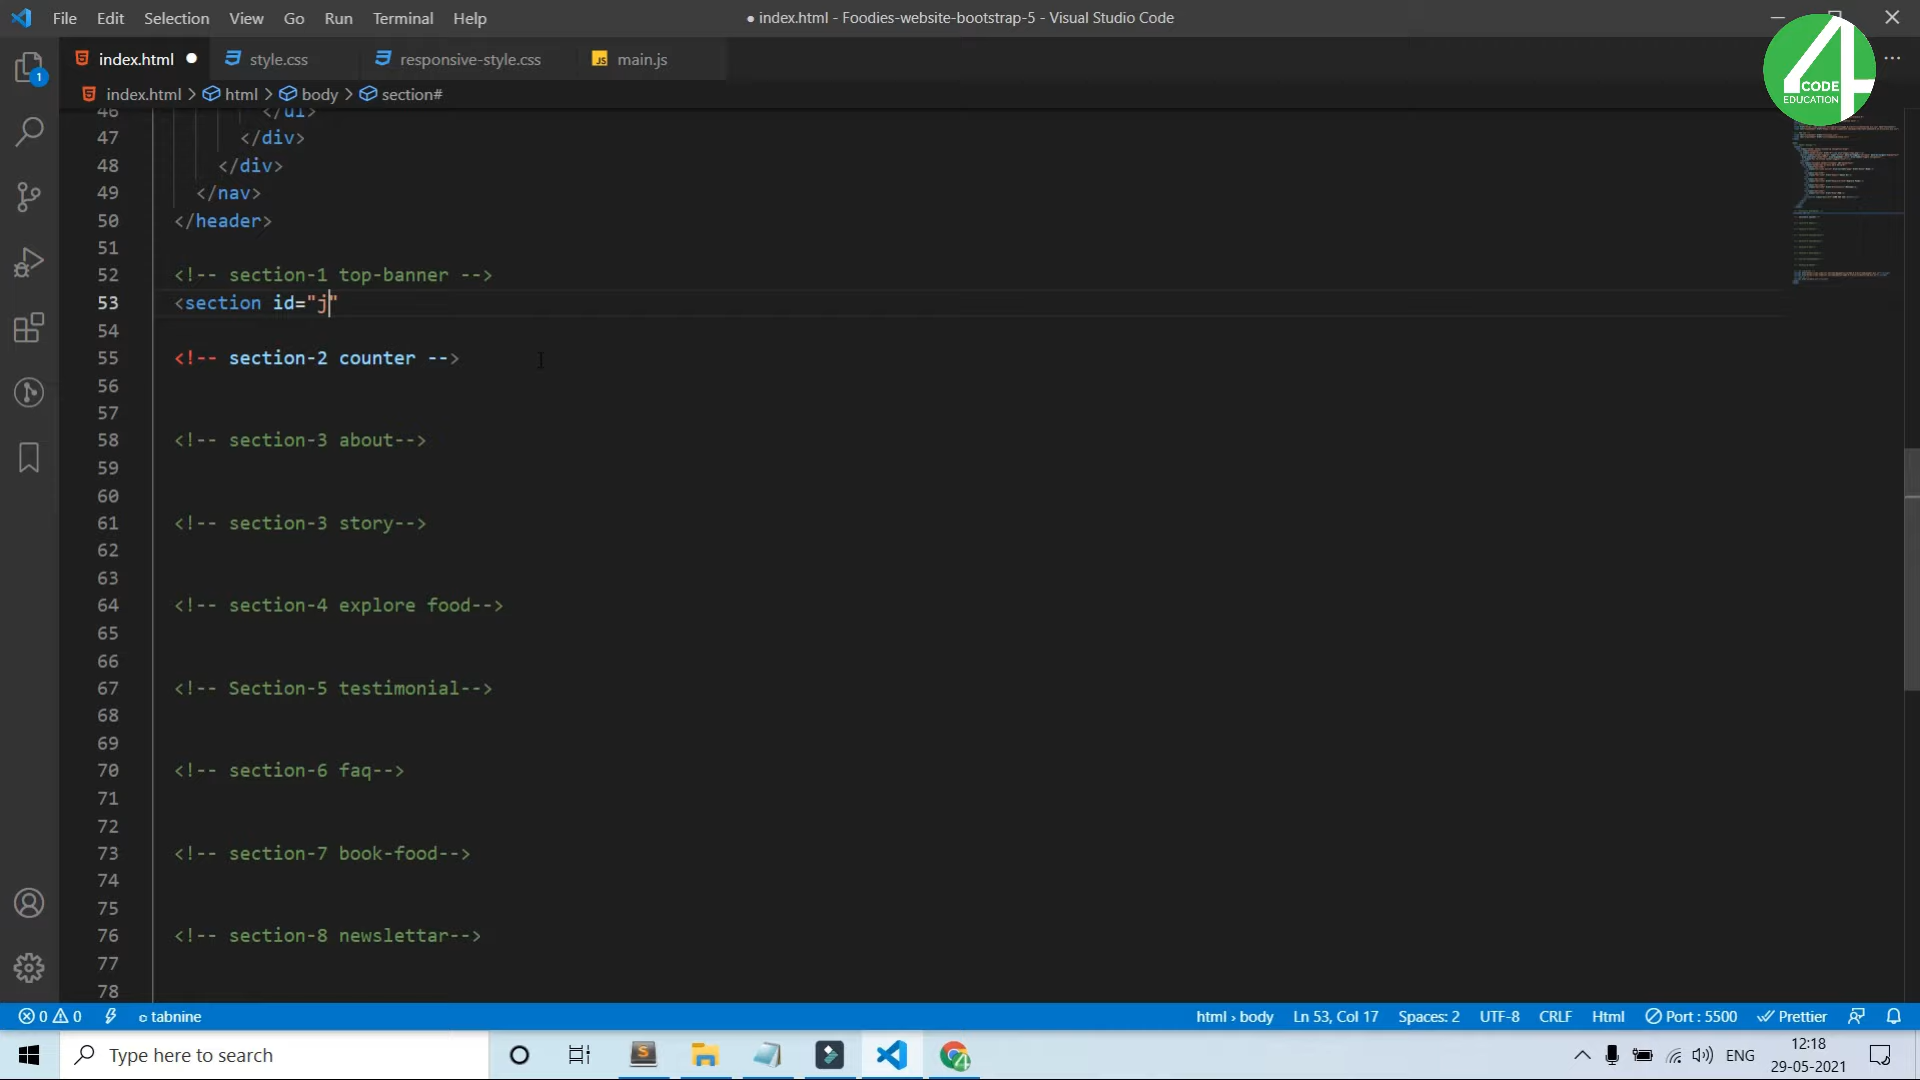 File Edit Selection View Go Run Terminal Help
● index.html - Foodies-website-bootstrap-5 - Visual Studio Code
index.html ● style.css responsive-style.css JS main.js
4 CODE EDUCATION
index.html > html > body > section#
46 </ul>
47 </div>
48 </div>
49 </nav>
50 </header>
51
52 <!-- section-1 top-banner -->
53 <section id="j"
54
55 <!-- section-2 counter -->
56
57
58 <!-- section-3 about-->
59
60
61 <!-- section-3 story-->
62
63
64 <!-- section-4 explore food-->
65
66
67 <!-- Section-5 testimonial-->
68
69
70 <!-- section-6 faq-->
71
72
73 <!-- section-7 book-food-->
74
75
76 <!-- section-8 newslettar-->
77
78
1
0 0 tabnine html › body Ln 53, Col 17 Spaces: 2 UTF-8 CRLF Html Port : 5500 Prettier
Type here to search
ENG
12:18
29-05-2021